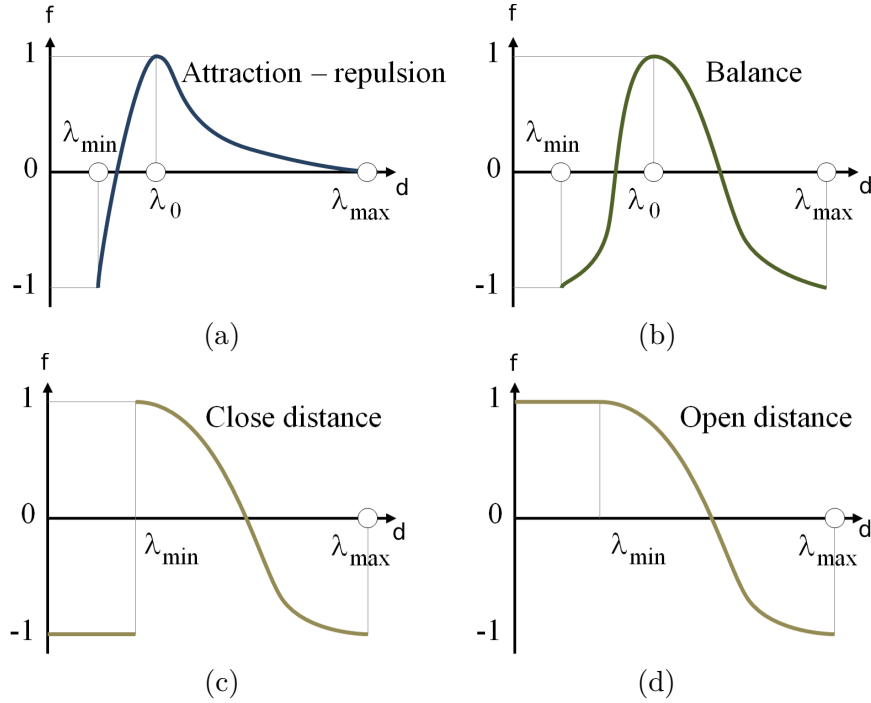 f
1
Attraction – repulsion
λmin
0
λ0
λmax
d
-1
(a)
f
1
Balance
λmin
0
λ0
λmax
d
-1
(b)
f
1
Close distance
0
λmin
λmax
d
-1
(c)
f
1
Open distance
0
λmin
λmax
d
-1
(d)